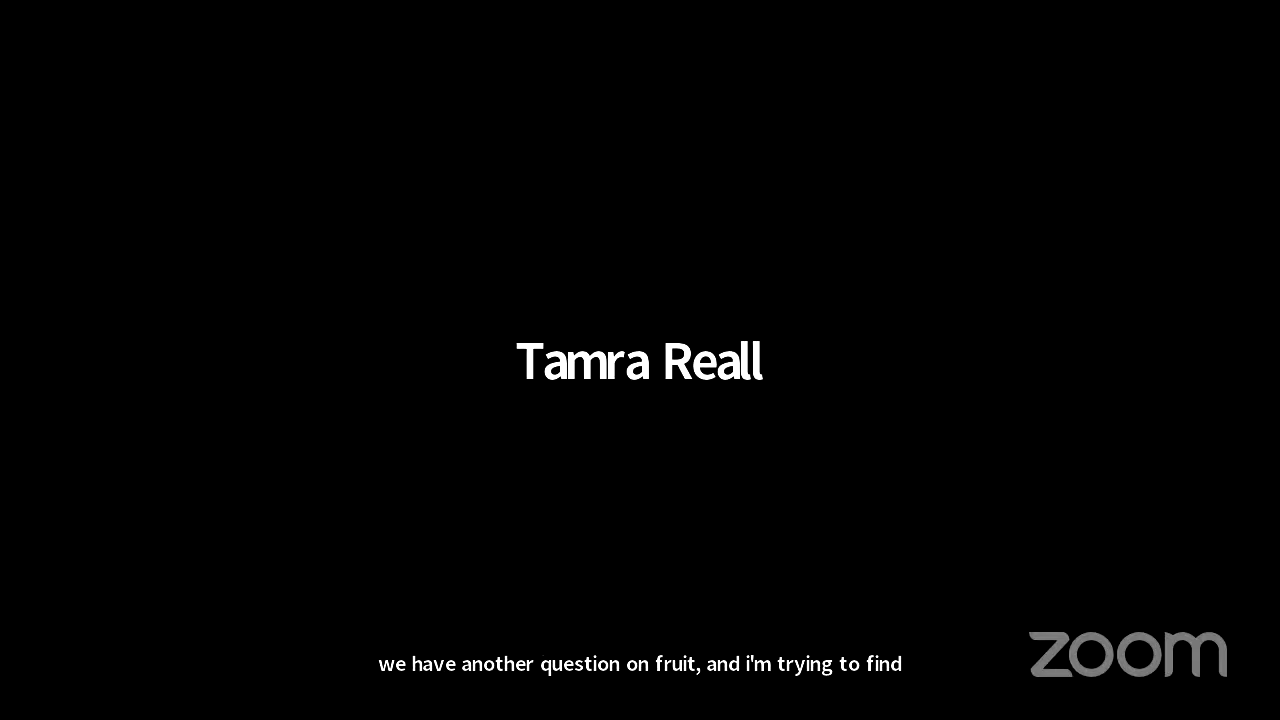 Tamra Reall
we have another question on fruit, and i'm trying to find
zoom